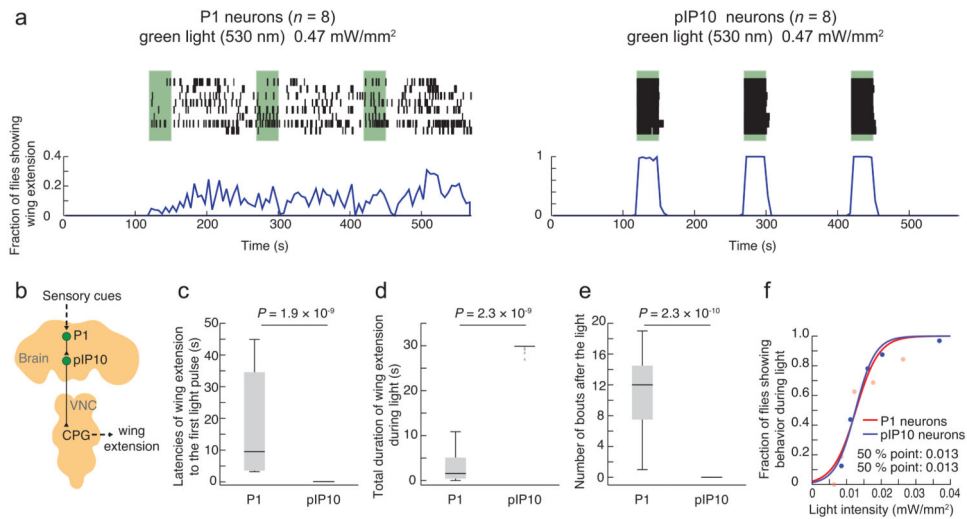 a
P1 neurons (n = 8)
green light (530 nm) 0.47 mW/mm²
pIP10 neurons (n = 8)
green light (530 nm) 0.47 mW/mm²
Fraction of flies showing
wing extension
0.4
0.2
0
0
100
200
300
400
500
Time (s)
1
0
0
100
200
300
400
500
Time (s)
b
Sensory cues
P1
Brain
pIP10
VNC
CPG
wing
extension
c
P = 1.9 × 10⁻⁹
Latencies of wing extension
to the first light pulse (s)
50
40
30
20
10
0
P1
pIP10
d
P = 2.3 × 10⁻⁹
Total duration of wing extension
during light (s)
30
20
10
0
P1
pIP10
e
P = 2.3 × 10⁻¹⁰
Number of bouts after the light
20
16
12
8
4
0
P1
pIP10
f
Fraction of flies showing
behavior during light
1.0
0.8
0.6
0.4
0.2
0
P1 neurons
pIP10 neurons
50 % point: 0.013
50 % point: 0.013
0
0.01
0.02
0.03
0.04
Light intensity (mW/mm²)